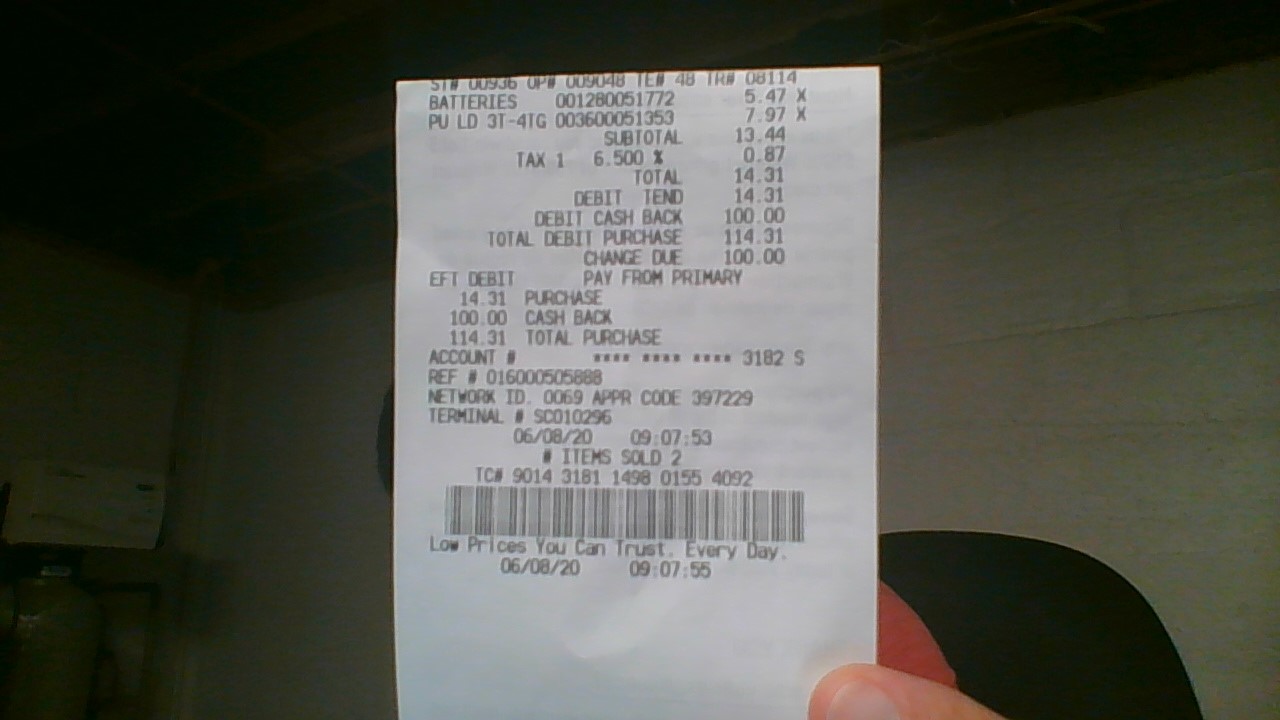 ST# 00936 OP# 009048 TE# 48 TR# 08114
BATTERIES 001280051772 5.47 X
PU LD 3T-4TG 003600051353 7.97 X
SUBTOTAL 13.44
TAX 1 6.500 % 0.87
TOTAL 14.31
DEBIT TEND 14.31
DEBIT CASH BACK 100.00
TOTAL DEBIT PURCHASE 114.31
CHANGE DUE 100.00
EFT DEBIT PAY FROM PRIMARY
14.31 PURCHASE
100.00 CASH BACK
114.31 TOTAL PURCHASE
ACCOUNT # **** **** **** 3182 S
REF # 016000505888
NETWORK ID. 0069 APPR CODE 397229
TERMINAL # SC010296
06/08/20 09:07:53
# ITEMS SOLD 2
TC# 9014 3181 1498 0155 4092
Low Prices You Can Trust. Every Day.
06/08/20 09:07:55